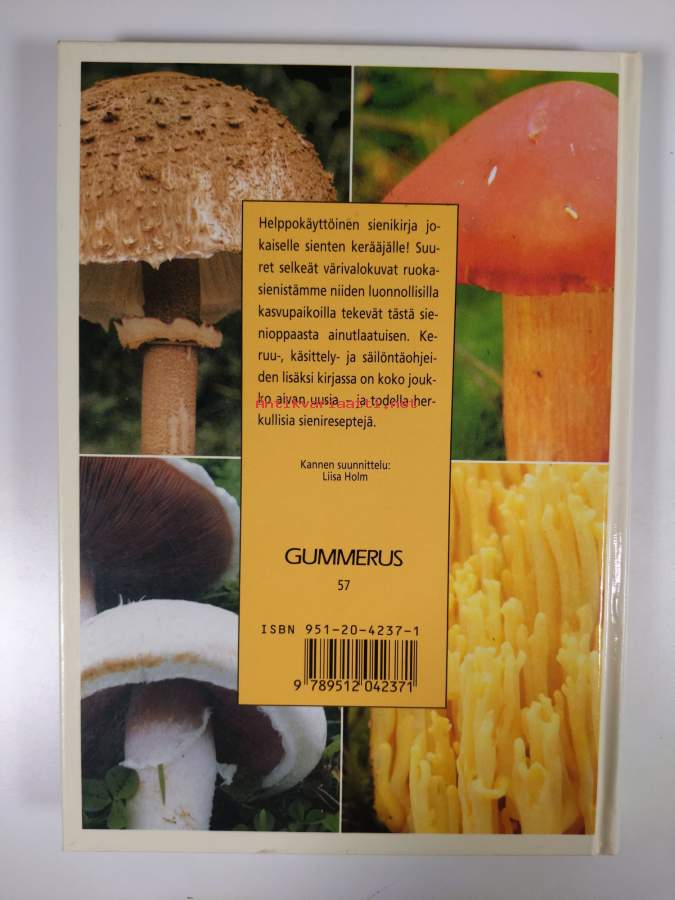 Helppokäyttöinen sienikirja jo-
kaiselle sienten kerääjälle! Suu-
ret selkeät värivalokuvat ruoka-
sienistämme niiden luonnollisilla
kasvupaikoilla tekevät tästä sie-
nioppaasta ainutlaatuisen. Ke-
ruu-, käsittely- ja säilöntäohjei-
den lisäksi kirjassa on koko jouk-
ko aivan uusia – ja todella her-
Antikvariaatti.net
kullisia sienireseptejä.
Kannen suunnittelu:
Liisa Holm
GUMMERUS
57
ISBN 951-20-4237-1
9 789512 042371